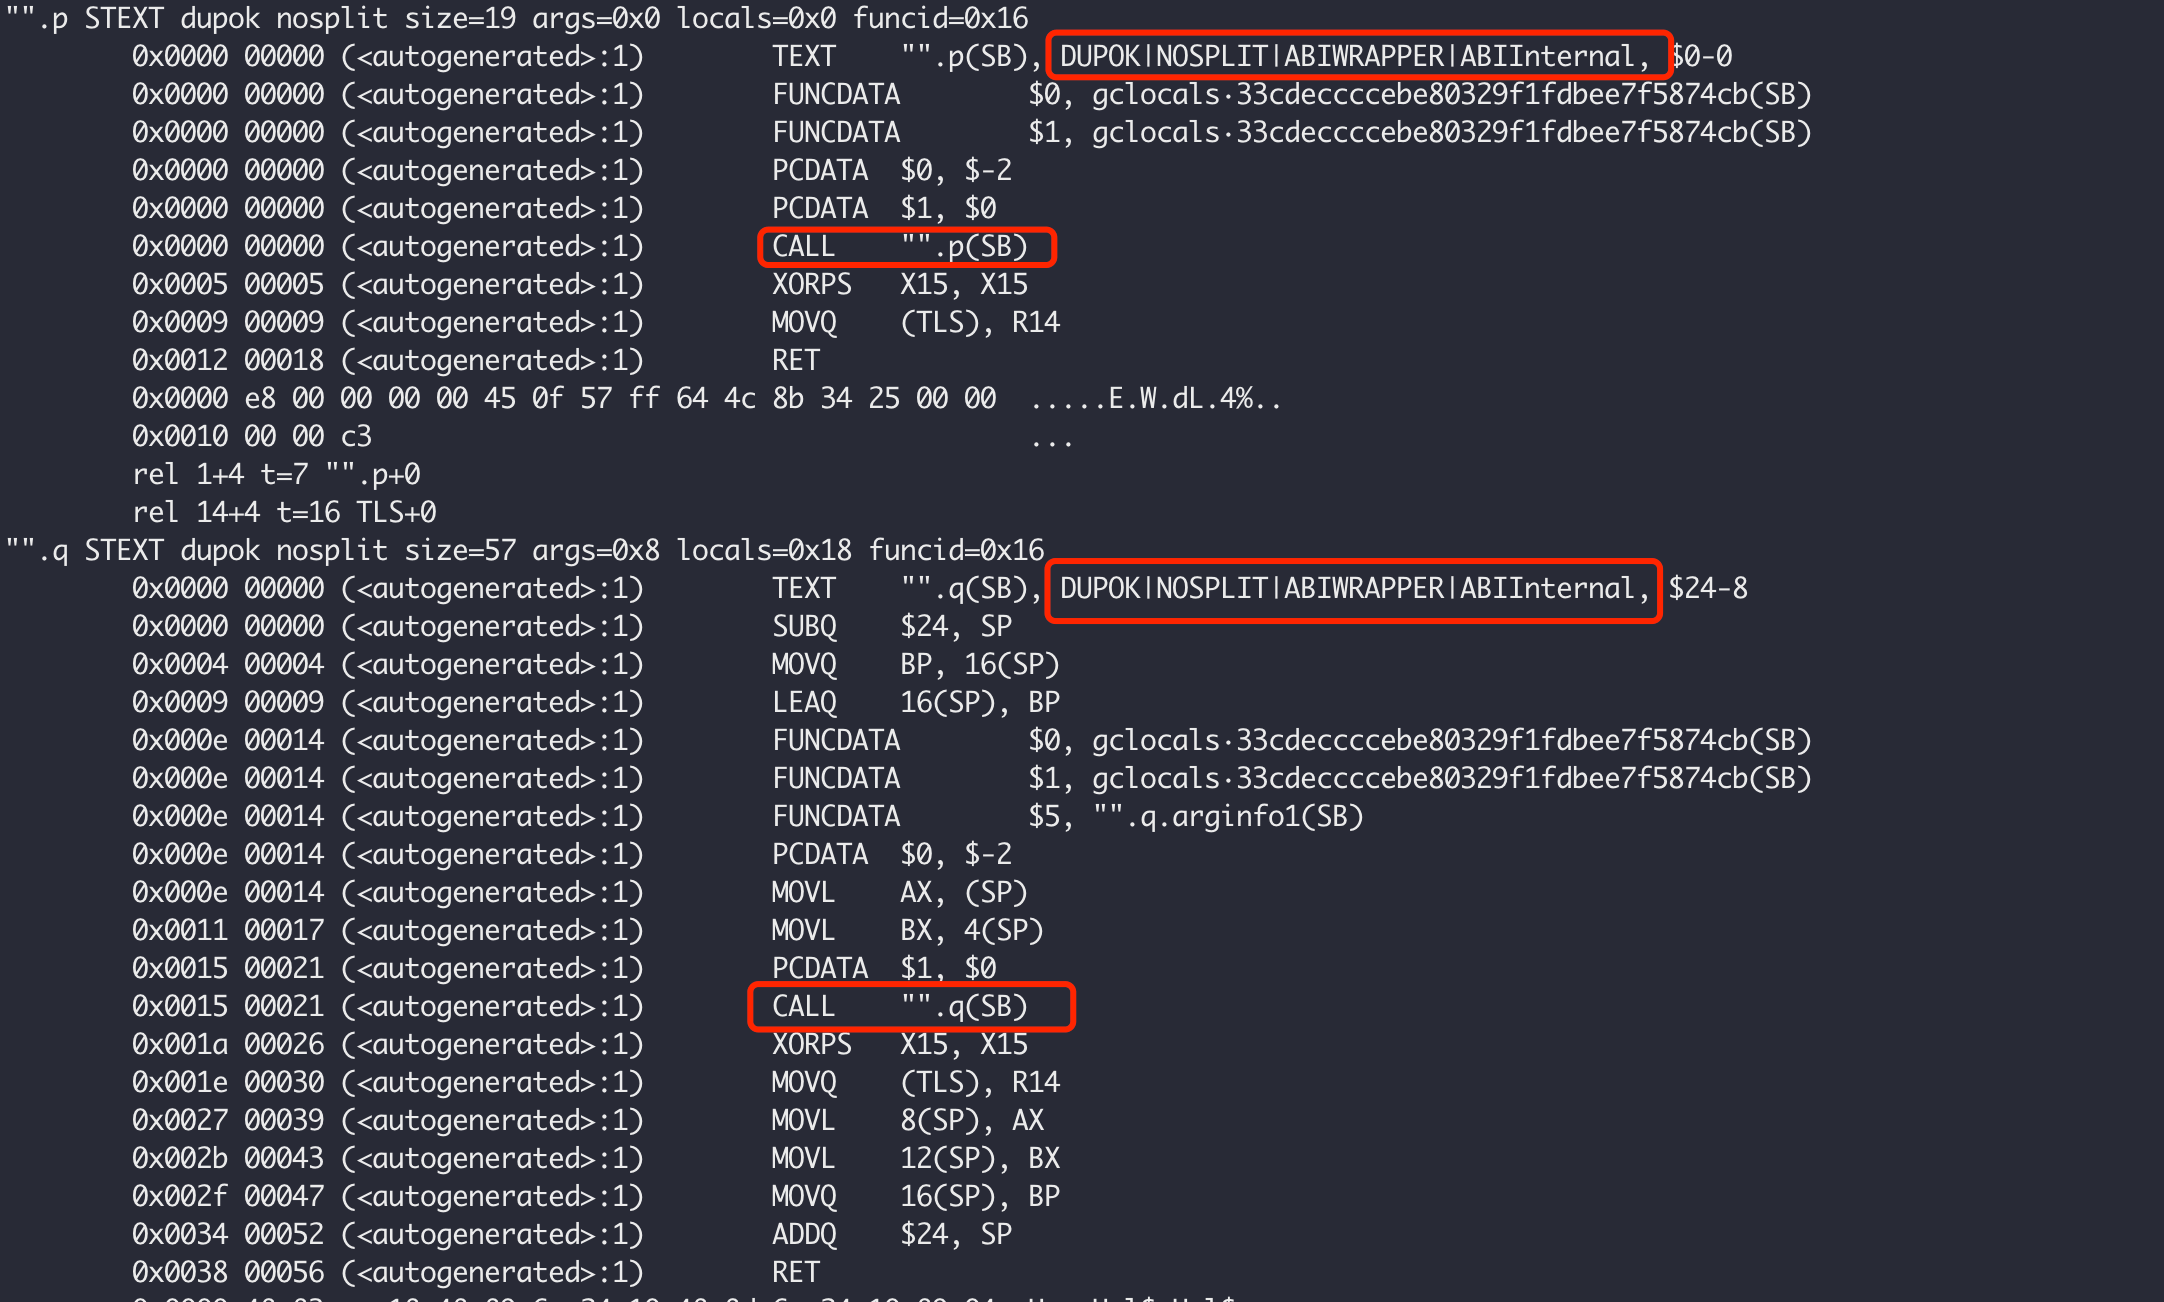 "".p STEXT dupok nosplit size=19 args=0x0 locals=0x0 funcid=0x16
0x0000 00000 (<autogenerated>:1) TEXT "".p(SB), DUPOK|NOSPLIT|ABIWRAPPER|ABIInternal, $0-0
0x0000 00000 (<autogenerated>:1) FUNCDATA $0, gclocals·33cdeccccebe80329f1fdbee7f5874cb(SB)
0x0000 00000 (<autogenerated>:1) FUNCDATA $1, gclocals·33cdeccccebe80329f1fdbee7f5874cb(SB)
0x0000 00000 (<autogenerated>:1) PCDATA $0, $-2
0x0000 00000 (<autogenerated>:1) PCDATA $1, $0
0x0000 00000 (<autogenerated>:1) CALL "".p(SB)
0x0005 00005 (<autogenerated>:1) XORPS X15, X15
0x0009 00009 (<autogenerated>:1) MOVQ (TLS), R14
0x0012 00018 (<autogenerated>:1) RET
0x0000 e8 00 00 00 00 45 0f 57 ff 64 4c 8b 34 25 00 00 .....E.W.dL.4%..
0x0010 00 00 c3 ...
rel 1+4 t=7 "".p+0
rel 14+4 t=16 TLS+0
"".q STEXT dupok nosplit size=57 args=0x8 locals=0x18 funcid=0x16
0x0000 00000 (<autogenerated>:1) TEXT "".q(SB), DUPOK|NOSPLIT|ABIWRAPPER|ABIInternal, $24-8
0x0000 00000 (<autogenerated>:1) SUBQ $24, SP
0x0004 00004 (<autogenerated>:1) MOVQ BP, 16(SP)
0x0009 00009 (<autogenerated>:1) LEAQ 16(SP), BP
0x000e 00014 (<autogenerated>:1) FUNCDATA $0, gclocals·33cdeccccebe80329f1fdbee7f5874cb(SB)
0x000e 00014 (<autogenerated>:1) FUNCDATA $1, gclocals·33cdeccccebe80329f1fdbee7f5874cb(SB)
0x000e 00014 (<autogenerated>:1) FUNCDATA $5, "".q.arginfo1(SB)
0x000e 00014 (<autogenerated>:1) PCDATA $0, $-2
0x000e 00014 (<autogenerated>:1) MOVL AX, (SP)
0x0011 00017 (<autogenerated>:1) MOVL BX, 4(SP)
0x0015 00021 (<autogenerated>:1) PCDATA $1, $0
0x0015 00021 (<autogenerated>:1) CALL "".q(SB)
0x001a 00026 (<autogenerated>:1) XORPS X15, X15
0x001e 00030 (<autogenerated>:1) MOVQ (TLS), R14
0x0027 00039 (<autogenerated>:1) MOVL 8(SP), AX
0x002b 00043 (<autogenerated>:1) MOVL 12(SP), BX
0x002f 00047 (<autogenerated>:1) MOVQ 16(SP), BP
0x0034 00052 (<autogenerated>:1) ADDQ $24, SP
0x0038 00056 (<autogenerated>:1) RET